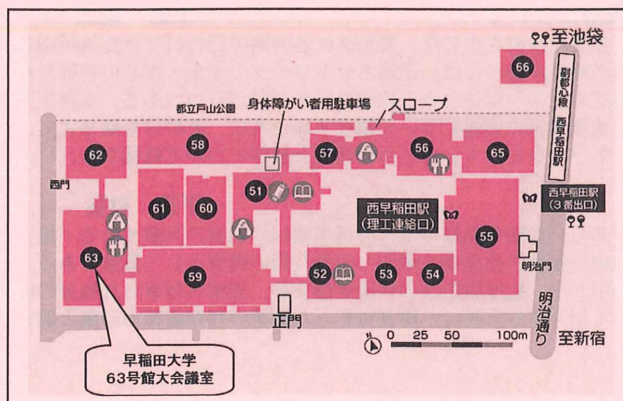 至池袋
66
副都心線 西早稲田駅
都立戸山公園
身体障がい者用駐車場
スロープ
62
58
57
56
65
西門
61
60
51
西早稲田駅
(理工連絡口)
西早稲田駅
(3番出口)
55
63
59
52
53
54
明治門
正門
明治通り
N
0 25 50 100m
至新宿
早稲田大学
63号館大会議室